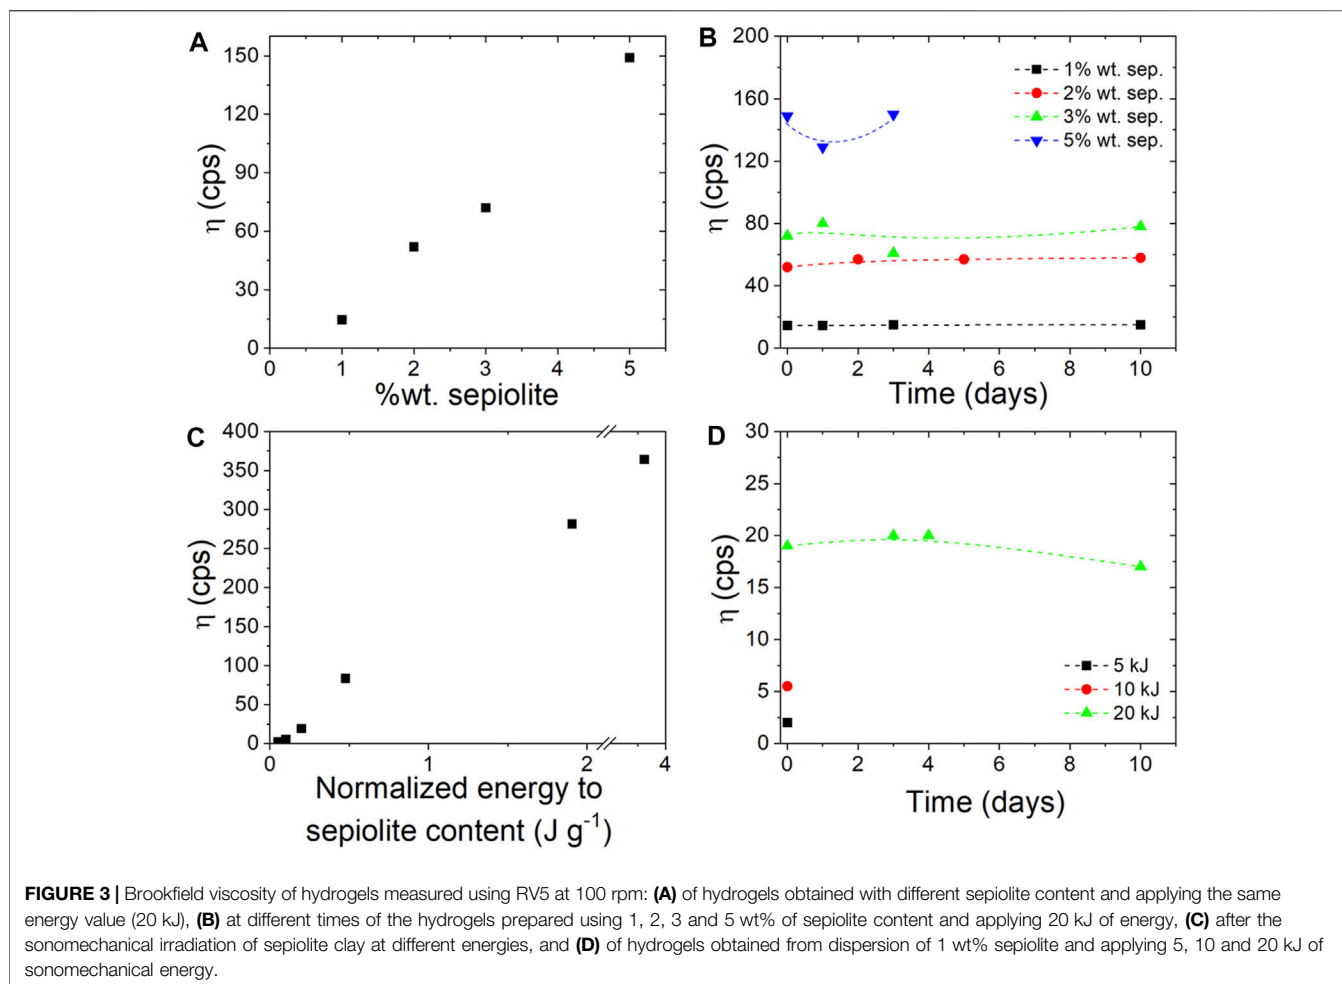 A
150
120
90
60
30
0
η (cps)
0 1 2 3 4 5
%wt. sepiolite
B
200
160
120
80
40
0
η (cps)
1% wt. sep.
2% wt. sep.
3% wt. sep.
5% wt. sep.
0 2 4 6 8 10
Time (days)
C
400
350
300
250
200
150
100
50
0
η (cps)
0 1 2 4
Normalized energy to
sepiolite content (J g⁻¹)
D
30
25
20
15
10
5
0
η (cps)
5 kJ
10 kJ
20 kJ
0 2 4 6 8 10
Time (days)
FIGURE 3 | Brookfield viscosity of hydrogels measured using RV5 at 100 rpm: (A) of hydrogels obtained with different sepiolite content and applying the same
energy value (20 kJ), (B) at different times of the hydrogels prepared using 1, 2, 3 and 5 wt% of sepiolite content and applying 20 kJ of energy, (C) after the
sonomechanical irradiation of sepiolite clay at different energies, and (D) of hydrogels obtained from dispersion of 1 wt% sepiolite and applying 5, 10 and 20 kJ of
sonomechanical energy.